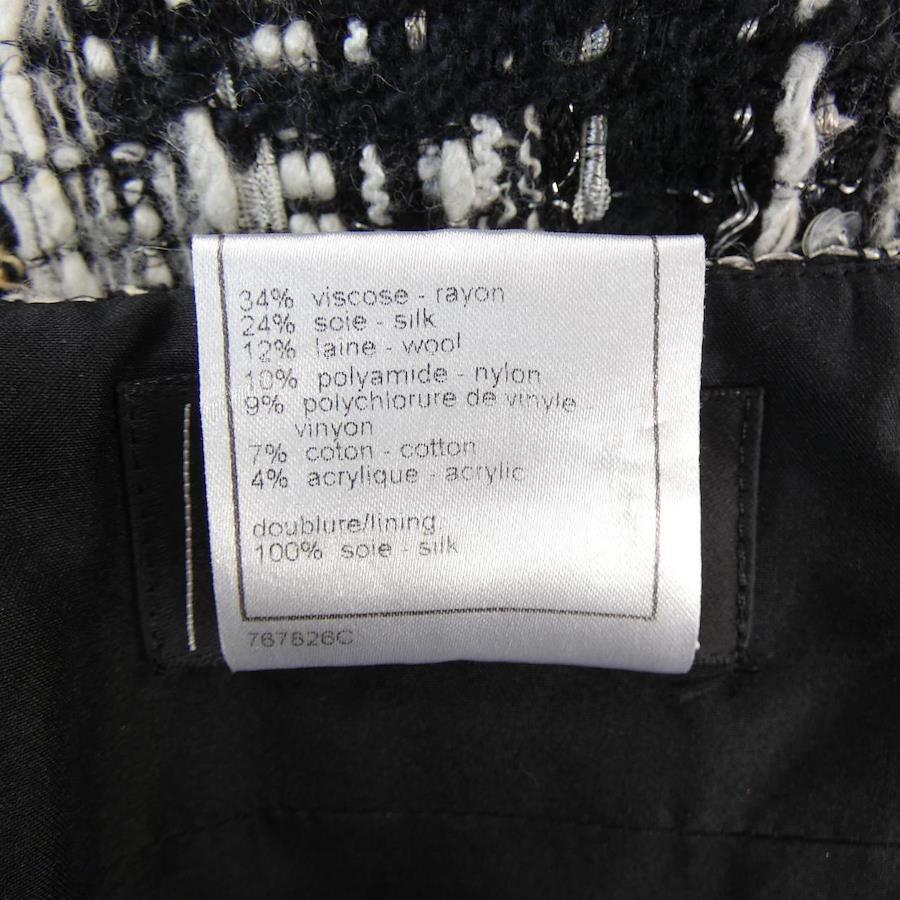 34% viscose - rayon
24% soie - silk
12% laine - wool
10% polyamide - nylon
9% polychlorure de vinyle -
vinyon
7% coton - cotton
4% acrylique - acrylic
doublure/lining
100% soie - silk
767826C